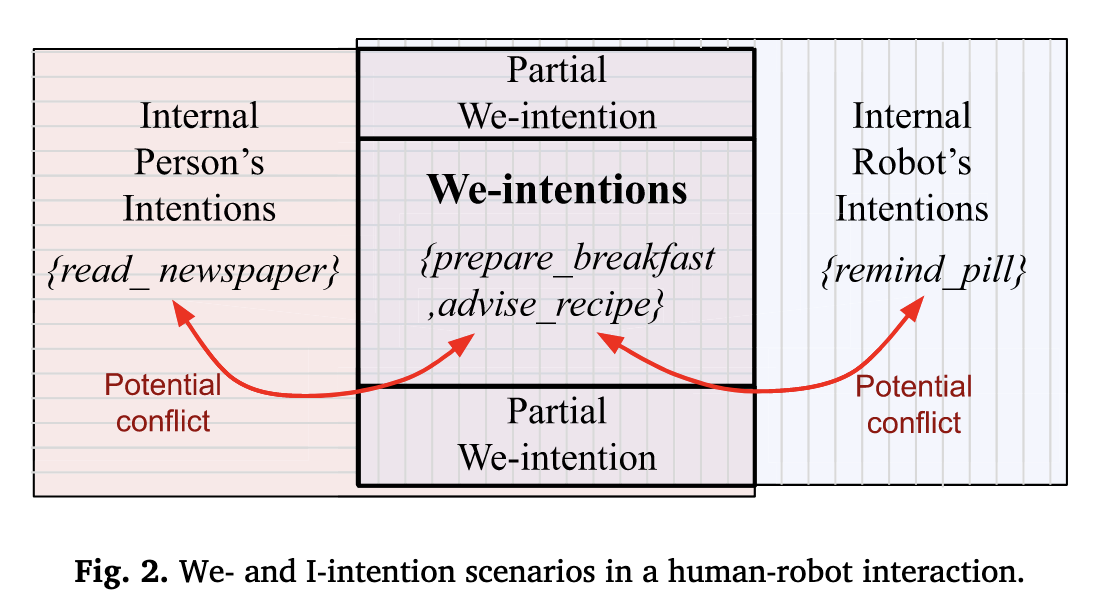 Partial
We-intention
Internal
Person’s
Intentions
{read_ newspaper}
We-intentions
{prepare_breakfast
,advise_recipe}
Internal
Robot’s
Intentions
{remind_pill}
Potential
conflict
Potential
conflict
Partial
We-intention
Fig. 2. We- and I-intention scenarios in a human-robot interaction.